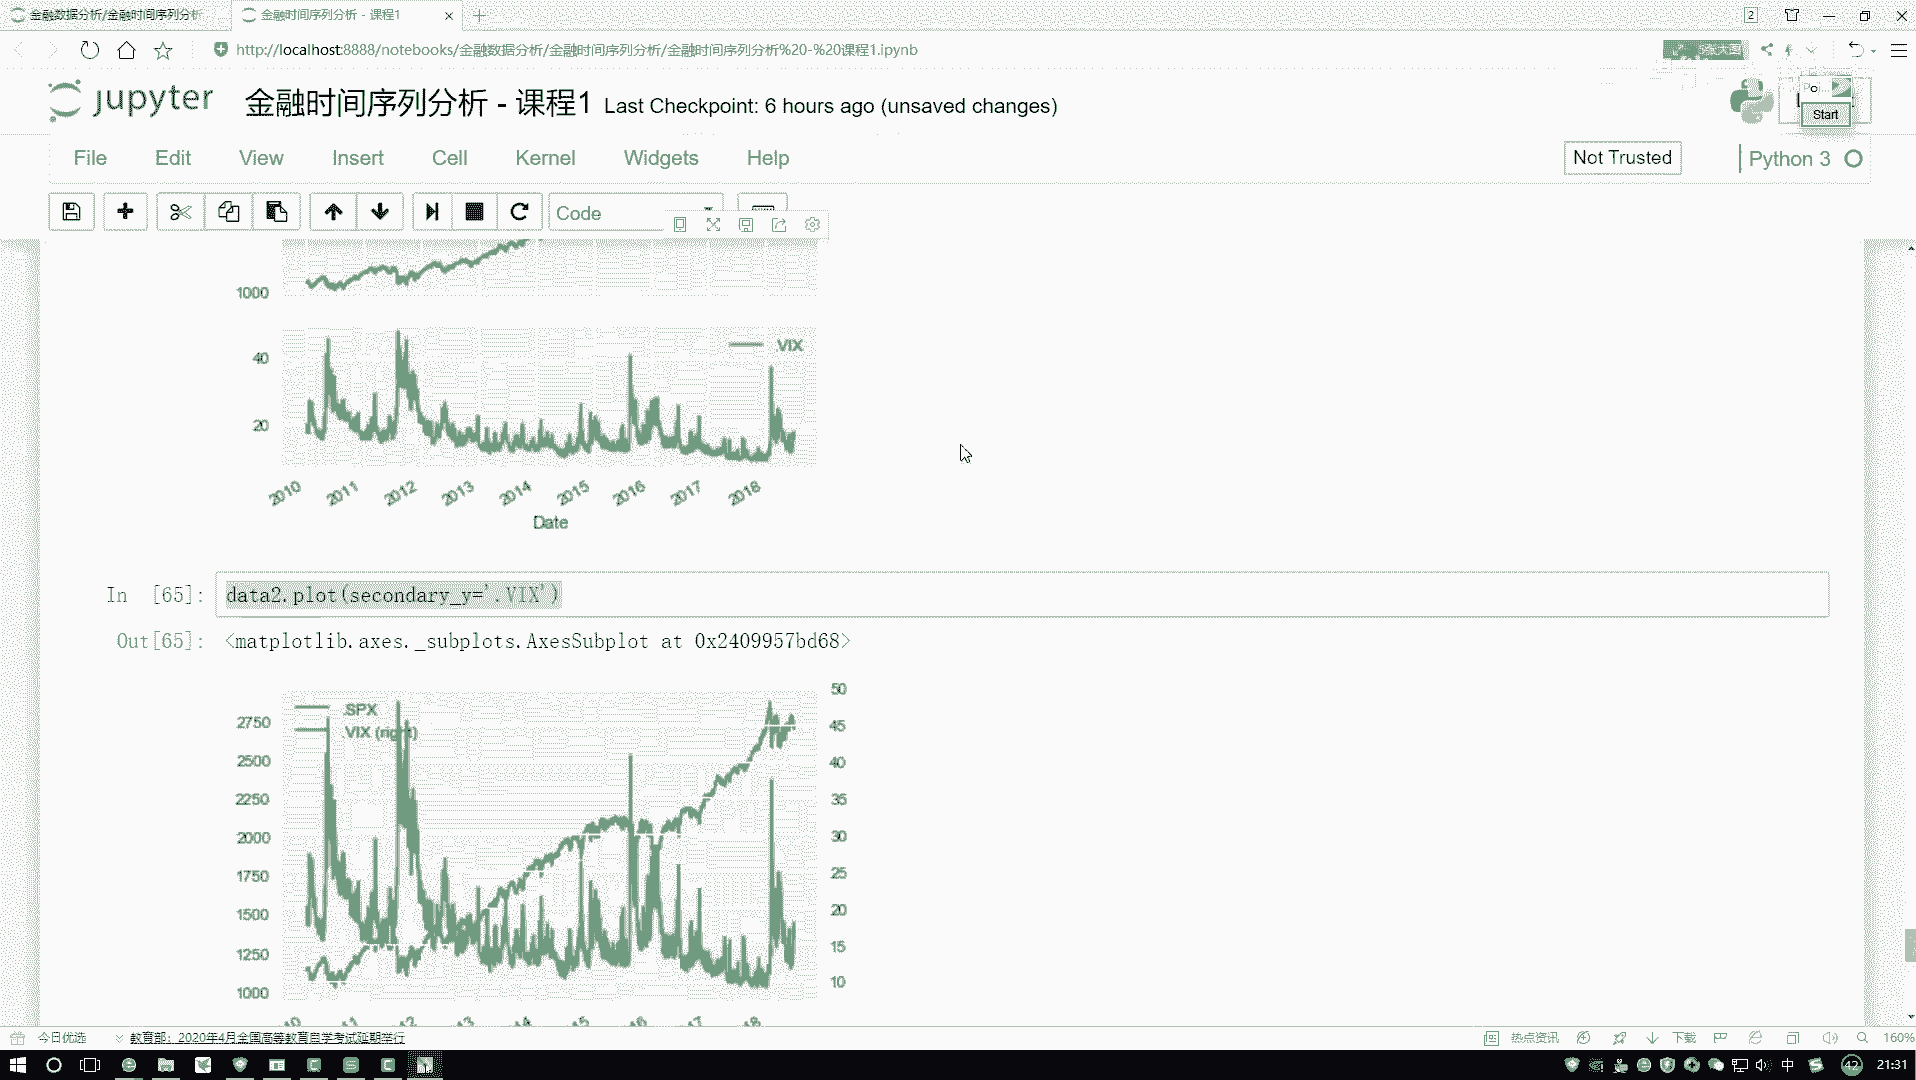 金融数据分析/金融时间序列分析
金融时间序列分析 - 课程1
2
http://localhost:8888/notebooks/金融数据分析/金融时间序列分析/金融时间序列分析%20-%20课程1.ipynb
jupyter 金融时间序列分析 - 课程1 Last Checkpoint: 6 hours ago (unsaved changes)
Start
File Edit View Insert Cell Kernel Widgets Help
Not Trusted
Python 3
Code
1000
40
20
.VIX
2010 2011 2012 2013 2014 2015 2016 2017 2018
Date
In [65]: data2.plot(secondary_y='.VIX')
Out[65]: <matplotlib.axes._subplots.AxesSubplot at 0x2409957bd68>
.SPX
.VIX (right)
2750
2500
2250
2000
1750
1500
1250
1000
50
45
40
35
30
25
20
15
10
今日优选
教育部：2020年4月全国高等教育自学考试延期举行
热点资讯
下载
160%
中
42
21:31